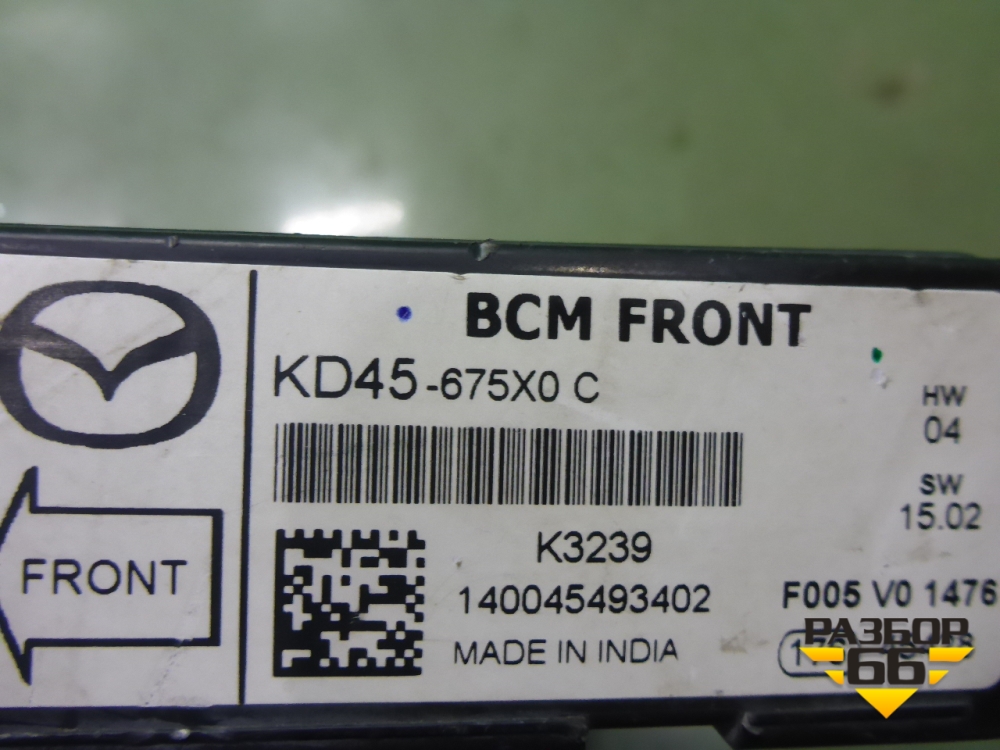 BCM FRONT
KD45-675X0 C
HW
04
SW
15.02
FRONT
K3239
140045493402
MADE IN INDIA
F005 V0 1476
РАЗБОР
66